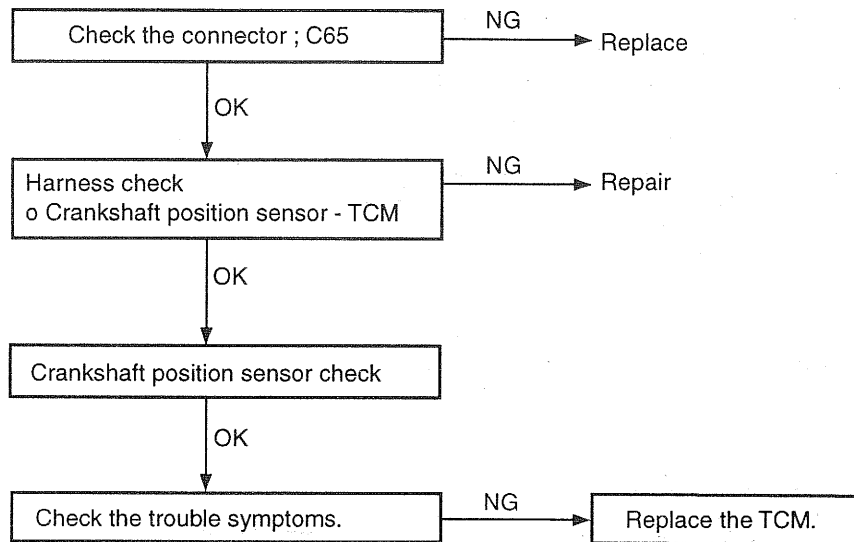 Check the connector ; C65
NG
Replace
OK
Harness check
o Crankshaft position sensor - TCM
NG
Repair
OK
Crankshaft position sensor check
OK
Check the trouble symptoms.
NG
Replace the TCM.